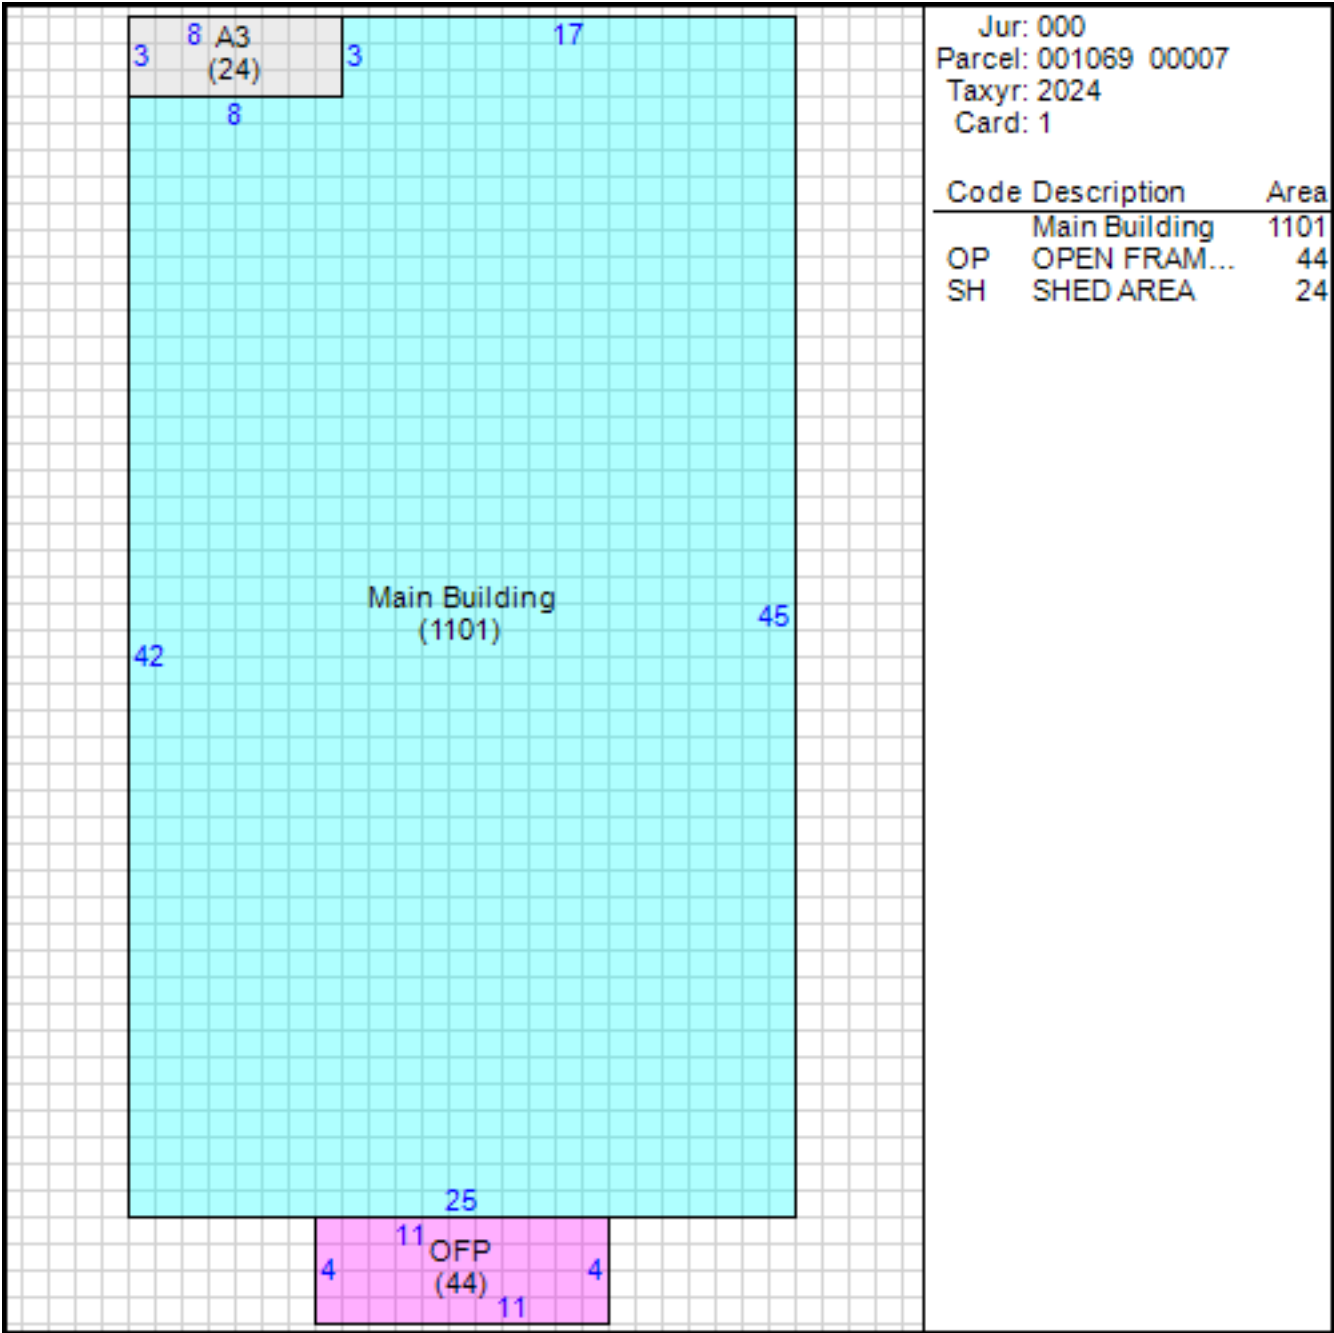 8 A3
3
(24)
3
8
17
Main Building
(1101)
42
45
25
11
OFP
4
(44)
4
11
Jur: 000
Parcel: 001069 00007
Taxyr: 2024
Card: 1
Code Description Area
Main Building 1101
OP OPEN FRAM... 44
SH SHED AREA 24